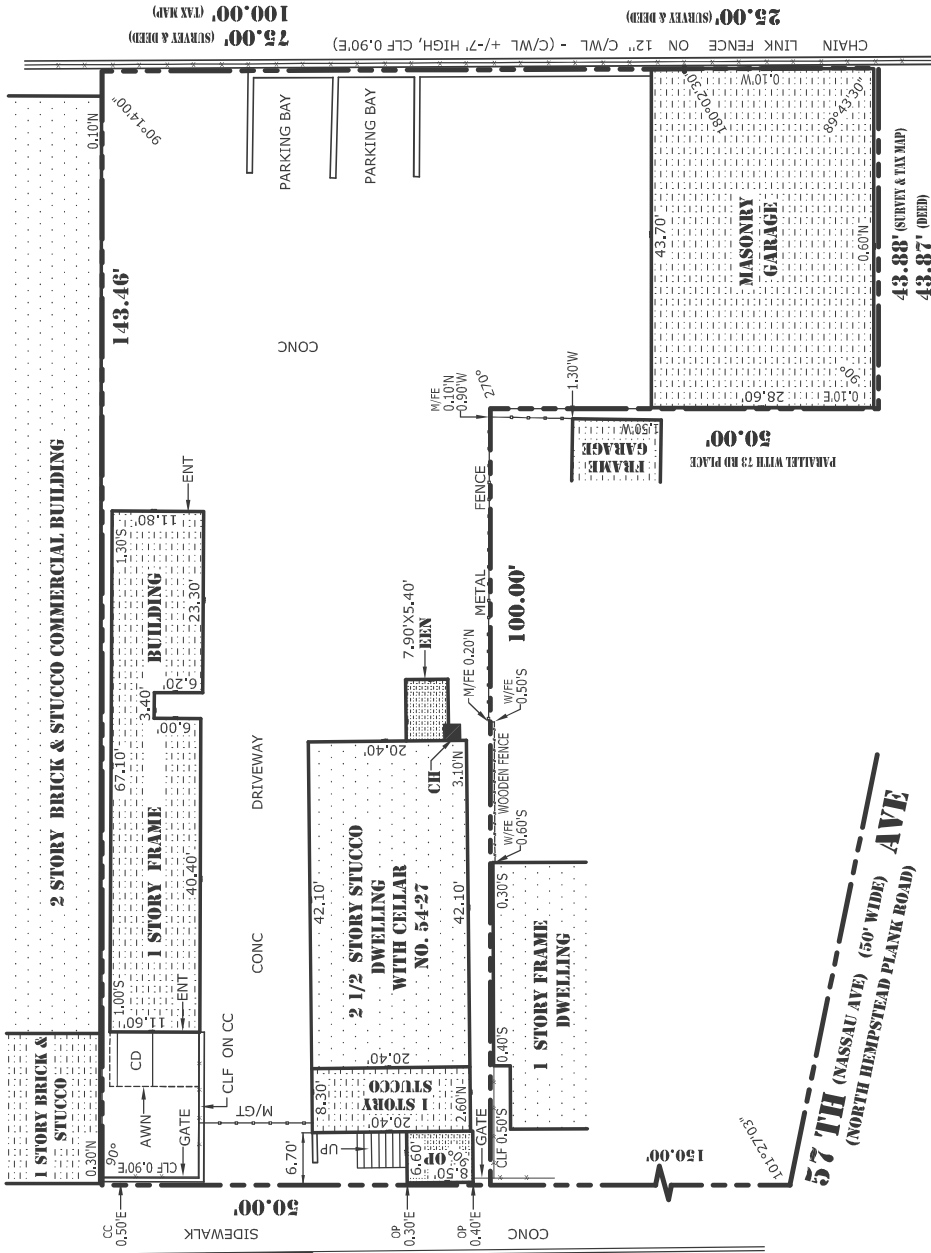 75.00' (SURVEY & DEED)
100.00' (TAX MAP)
25.00' (SURVEY & DEED)
CHAIN LINK FENCE ON 12" C/WL - (C/WL +/-7' HIGH, CLF 0.90'E)
90°14'00"
0.10'N
PARKING BAY
PARKING BAY
0.10'W
180°02'30"
89°43'30"
2 STORY BRICK & STUCCO COMMERCIAL BUILDING
143.46'
CONC
43.70'
MASONRY
GARAGE
0.60'N
43.88' (SURVEY & TAX MAP)
43.87' (DEED)
90°
28.60'
0.10'E
M/FE
0.10'N
0.90'W
270°
1.30'W
1.50'W
FRAME
GARAGE
50.00'
PARALLEL WITH 73 RD PLACE
ENT
11.80'
1.30'S
BUILDING
23.30'
6.20'
3.40'
6.00'
67.10'
1 STORY FRAME
40.40'
1.00'S
11.60'
ENT
METAL FENCE
100.00'
7.90'X5.40'
EEN
M/FE 0.20'N
W/FE
0.50'S
WOODEN FENCE
W/FE
0.60'S
CONC DRIVEWAY
20.40'
CH
3.10'N
42.10'
2 1/2 STORY STUCCO
DWELLING
WITH CELLAR
NO. 54-27
42.10'
20.40'
8.30'
1 STORY
STUCCO
20.40'
2.60'N
0.30'S
1 STORY FRAME
DWELLING
0.40'S
CLF 0.50'S
1 STORY BRICK &
STUCCO
0.30'N
90°
CD
AWN
GATE
CLF 0.90'E
CLF ON CC
M/GT
6.70'
UP
6.60'
OP
GATE
CC
0.50'E
50.00'
OP
0.30'E
OP
0.40'E
SIDEWALK
CONC
150.00'
101°27'03"
57 TH (NASSAU AVE) (50' WIDE) AVE
(NORTH HEMPSTEAD PLANK ROAD)